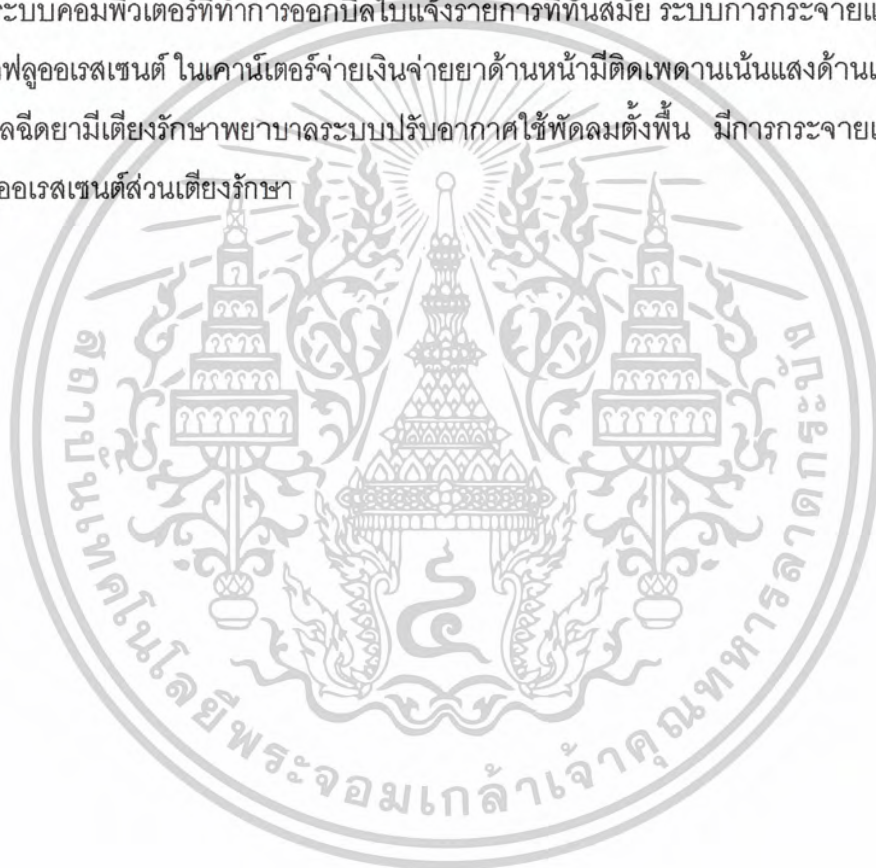 ระบบคอมพิวเตอร์ที่ทำการออกบิลใบแจ้งรายการที่ทันสมัย ระบบการกระจายแ
ฟลูออเรสเซนต์ ในเคาน์เตอร์จ่ายเงินจ่ายยาด้านหน้ามีติดเพดานเน้นแสงด้านเ
ลฉีดยามีเตียงรักษาพยาบาลระบบปรับอากาศใช้พัดลมตั้งพื้น มีการกระจายเ
ออเรสเซนต์ส่วนเตียงรักษา
สถาบันเทคโนโลยีพระจอมเกล้าเจ้าคุณทหารลาดกระบัง